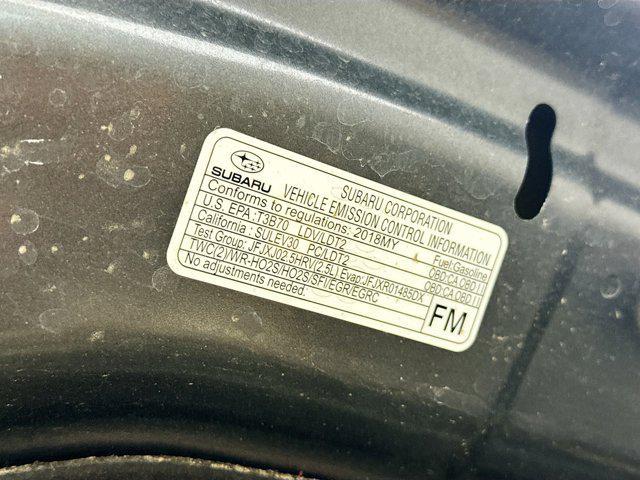 SUBARU
SUBARU CORPORATION
VEHICLE EMISSION CONTROL INFORMATION
Conforms to regulations: 2018MY Fuel:Gasoline
U.S. EPA :T3B70 LDV/LDT2 OBD:CA OBD II
California : SULEV30 PC/LDT2 OBD:CA OBD II
Test Group: JFJXJ02.5HRV(2.5L) Evap:JFJXR01485DX
TWC(2)/WR-HO2S/HO2S/SFI/EGR/EGRC
No adjustments needed.
FM